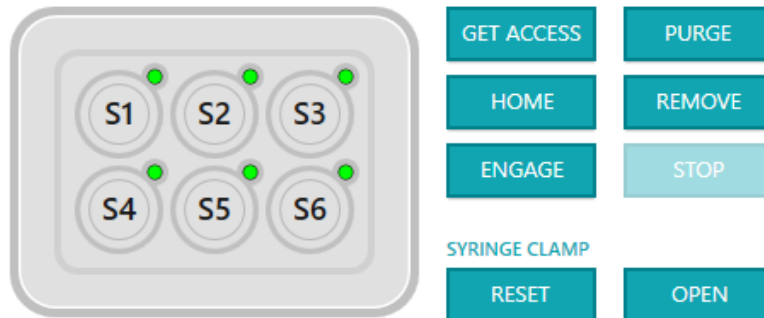 S1 S2 S3
S4 S5 S6
GET ACCESS PURGE
HOME REMOVE
ENGAGE STOP
SYRINGE CLAMP
RESET OPEN